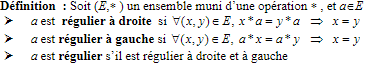 Définition : Soit (E,* ) un ensemble muni d'une opération * , et a∈E
➢ a est régulier à droite si ∀(x, y)∈ E, x * a = y * a ⇒ x = y
➢ a est régulier à gauche si ∀(x, y)∈ E, a * x = a * y ⇒ x = y
➢ a est régulier s'il est régulier à droite et à gauche